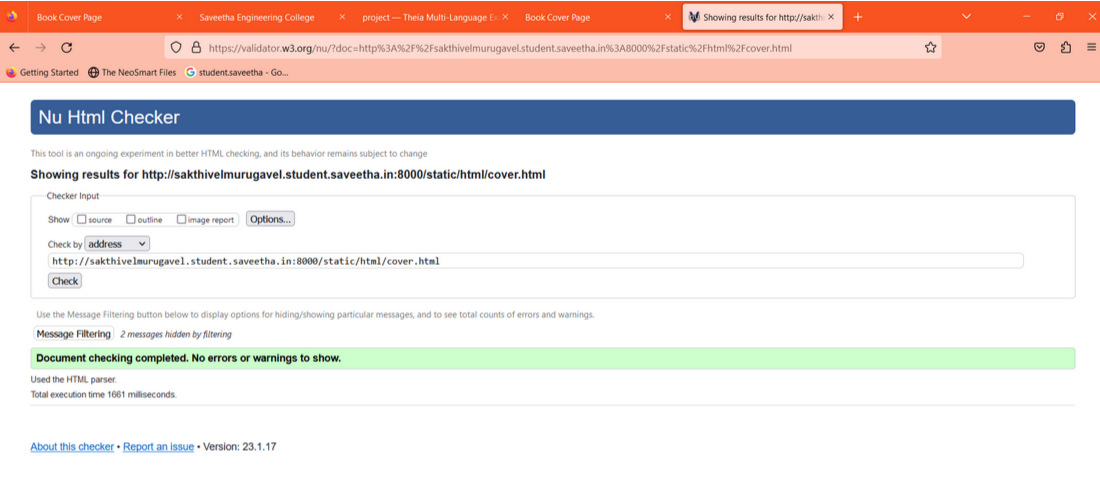 Book Cover Page × Saveetha Engineering College × project — Theia Multi-Language Ex × Book Cover Page × Showing results for http://sakth × +
https://validator.w3.org/nu/?doc=http%3A%2F%2Fsakthivelmurugavel.student.saveetha.in%3A8000%2Fstatic%2Fhtml%2Fcover.html
Getting Started The NeoSmart Files student.saveetha - Go...
Nu Html Checker
This tool is an ongoing experiment in better HTML checking, and its behavior remains subject to change
Showing results for http://sakthivelmurugavel.student.saveetha.in:8000/static/html/cover.html
Checker Input
Show source outline image report Options...
Check by address
http://sakthivelmurugavel.student.saveetha.in:8000/static/html/cover.html
Check
Use the Message Filtering button below to display options for hiding/showing particular messages, and to see total counts of errors and warnings.
Message Filtering 2 messages hidden by filtering
Document checking completed. No errors or warnings to show.
Used the HTML parser.
Total execution time 1661 milliseconds.
About this checker • Report an issue • Version: 23.1.17